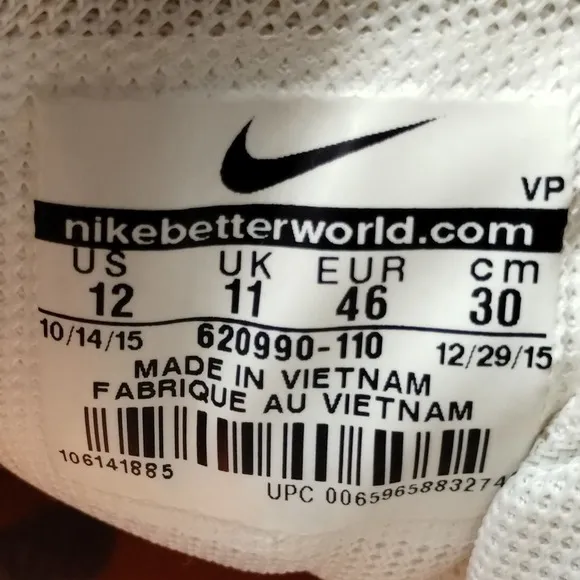 VP
nikebetterworld.com
US UK EUR cm
12 11 46 30
10/14/15 620990-110 12/29/15
MADE IN VIETNAM
FABRIQUE AU VIETNAM
106141885
UPC 0065965883274